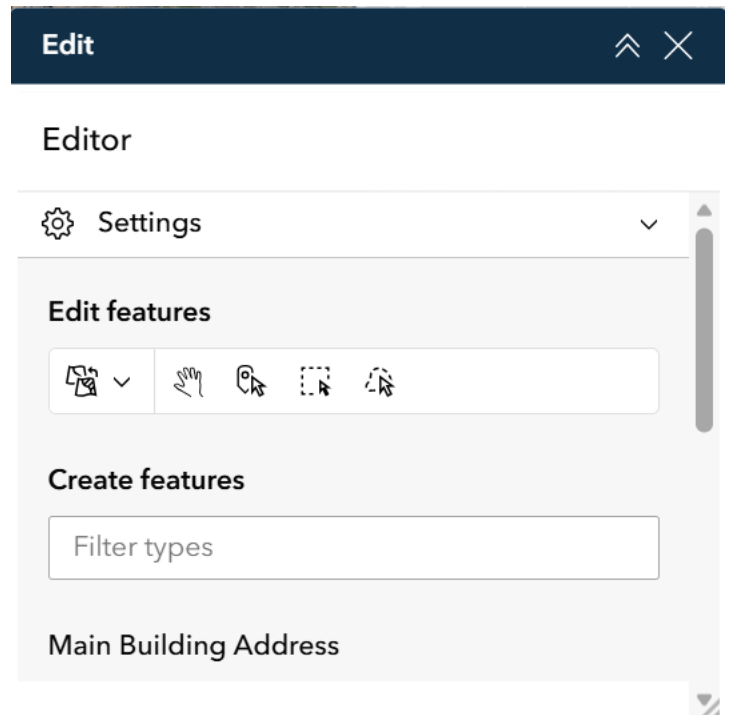 Edit
Editor
Settings
Edit features
Create features
Filter types
Main Building Address